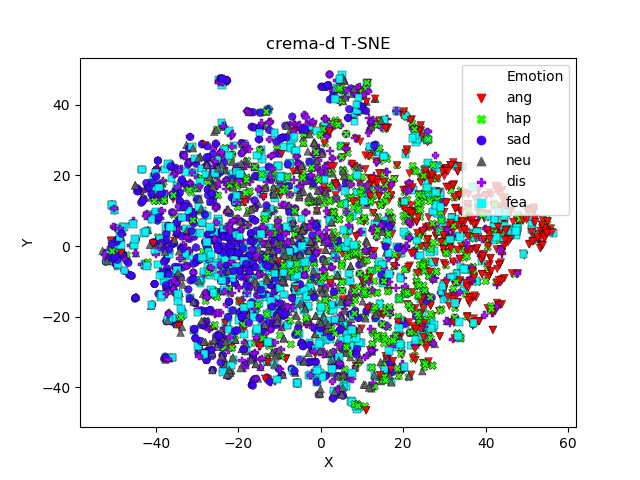 crema-d T-SNE
Emotion
ang
hap
sad
neu
dis
fea
40
20
0
−20
−40
Y
−40
−20
0
20
40
60
X